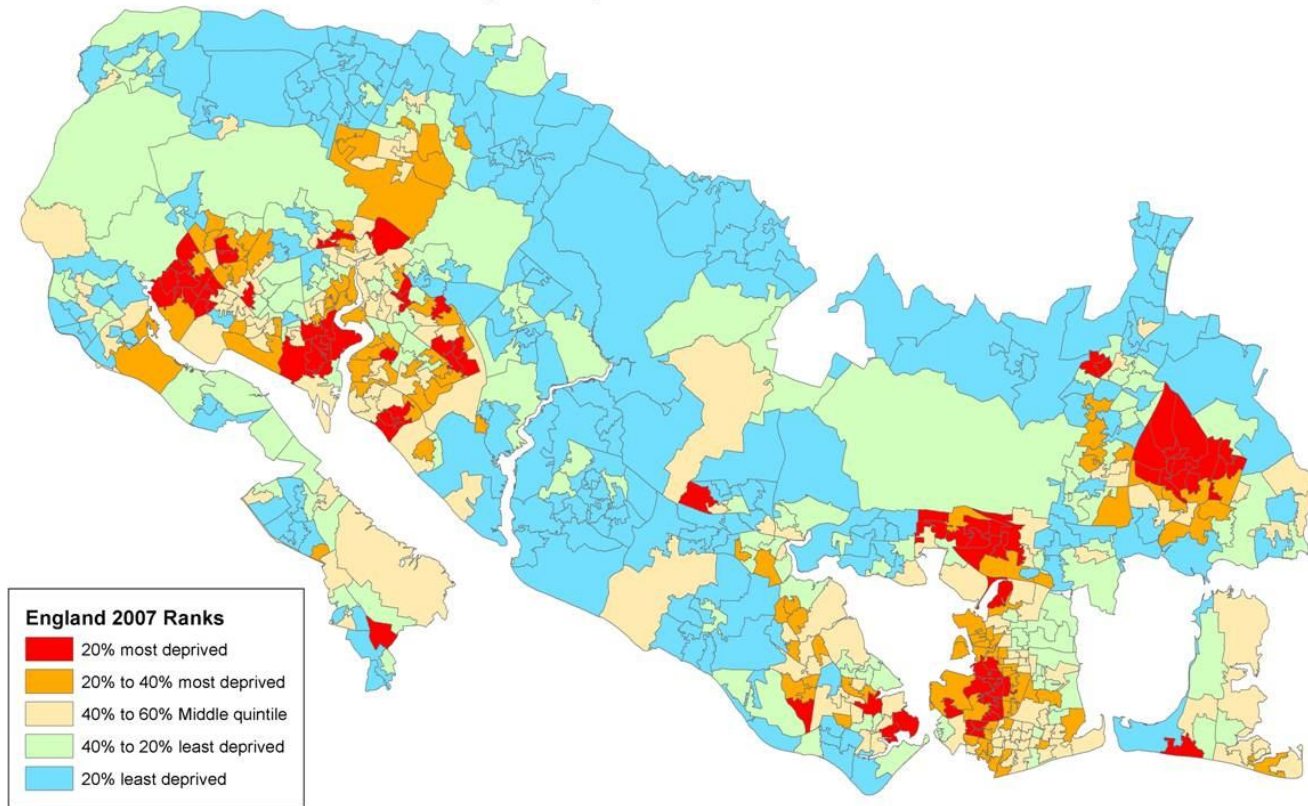 England 2007 Ranks
20% most deprived
20% to 40% most deprived
40% to 60% Middle quintile
40% to 20% least deprived
20% least deprived